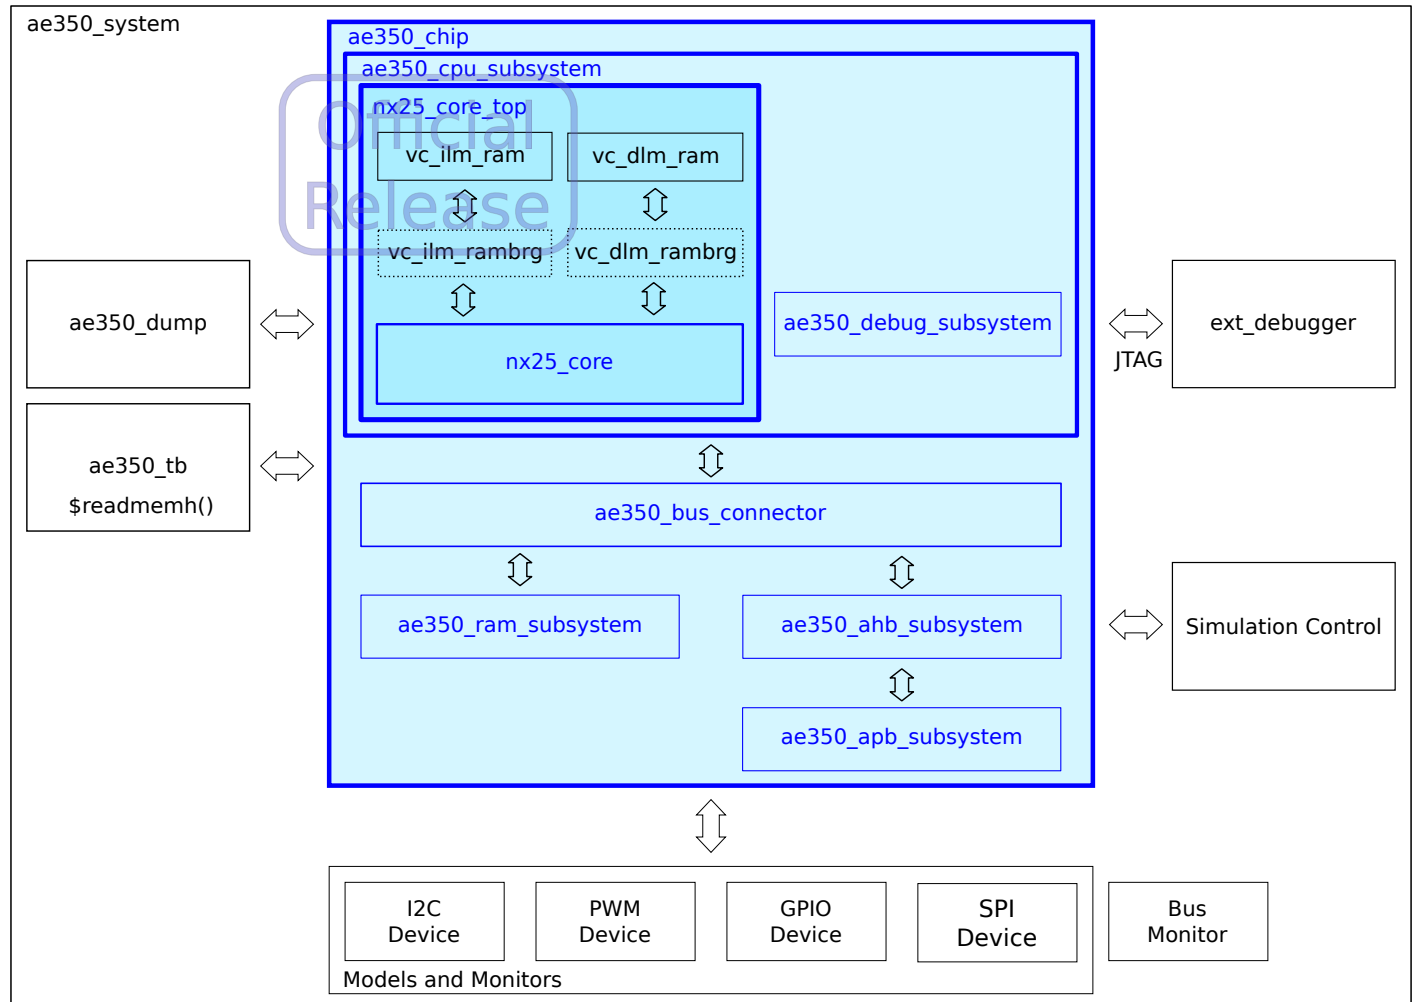 ae350_system
ae350_chip
ae350_cpu_subsystem
nx25_core_top
Official
Release
vc_ilm_ram
vc_dlm_ram
vc_ilm_rambrg
vc_dlm_rambrg
nx25_core
ae350_debug_subsystem
ae350_dump
ext_debugger
JTAG
ae350_tb
$readmemh()
ae350_bus_connector
ae350_ram_subsystem
ae350_ahb_subsystem
Simulation Control
ae350_apb_subsystem
I2C
Device
PWM
Device
GPIO
Device
SPI
Device
Bus
Monitor
Models and Monitors